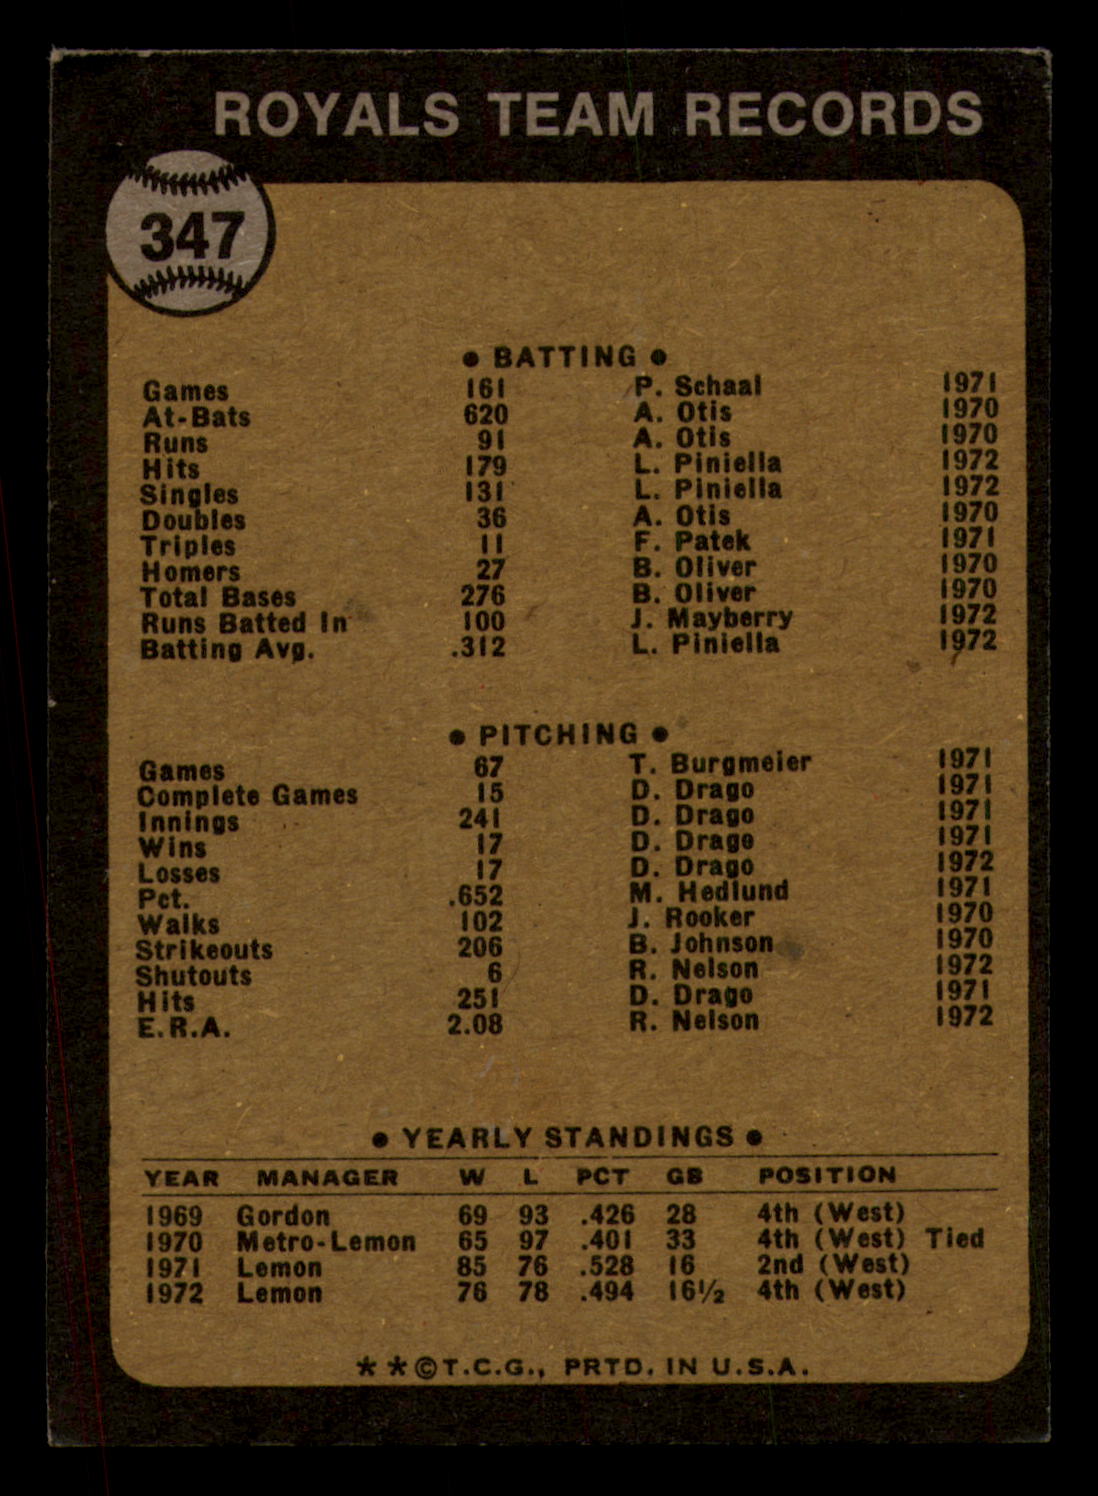 ROYALS TEAM RECORDS
347
• BATTING •
Games 161 P. Schaal 1971
At-Bats 620 A. Otis 1970
Runs 91 A. Otis 1970
Hits 179 L. Piniella 1972
Singles 131 L. Piniella 1972
Doubles 36 A. Otis 1970
Triples 11 F. Patek 1971
Homers 27 B. Oliver 1970
Total Bases 276 B. Oliver 1970
Runs Batted In 100 J. Mayberry 1972
Batting Avg. .312 L. Piniella 1972
• PITCHING •
Games 67 T. Burgmeier 1971
Complete Games 15 D. Drago 1971
Innings 241 D. Drago 1971
Wins 17 D. Drago 1971
Losses 17 D. Drago 1972
Pct. .652 M. Hedlund 1971
Walks 102 J. Rooker 1970
Strikeouts 206 B. Johnson 1970
Shutouts 6 R. Nelson 1972
Hits 251 D. Drago 1971
E.R.A. 2.08 R. Nelson 1972
• YEARLY STANDINGS •
YEAR MANAGER W L PCT GB POSITION
1969 Gordon 69 93 .426 28 4th (West)
1970 Metro-Lemon 65 97 .401 33 4th (West) Tied
1971 Lemon 85 76 .528 16 2nd (West)
1972 Lemon 76 78 .494 16½ 4th (West)
**©T.C.G., PRTD. IN U.S.A.